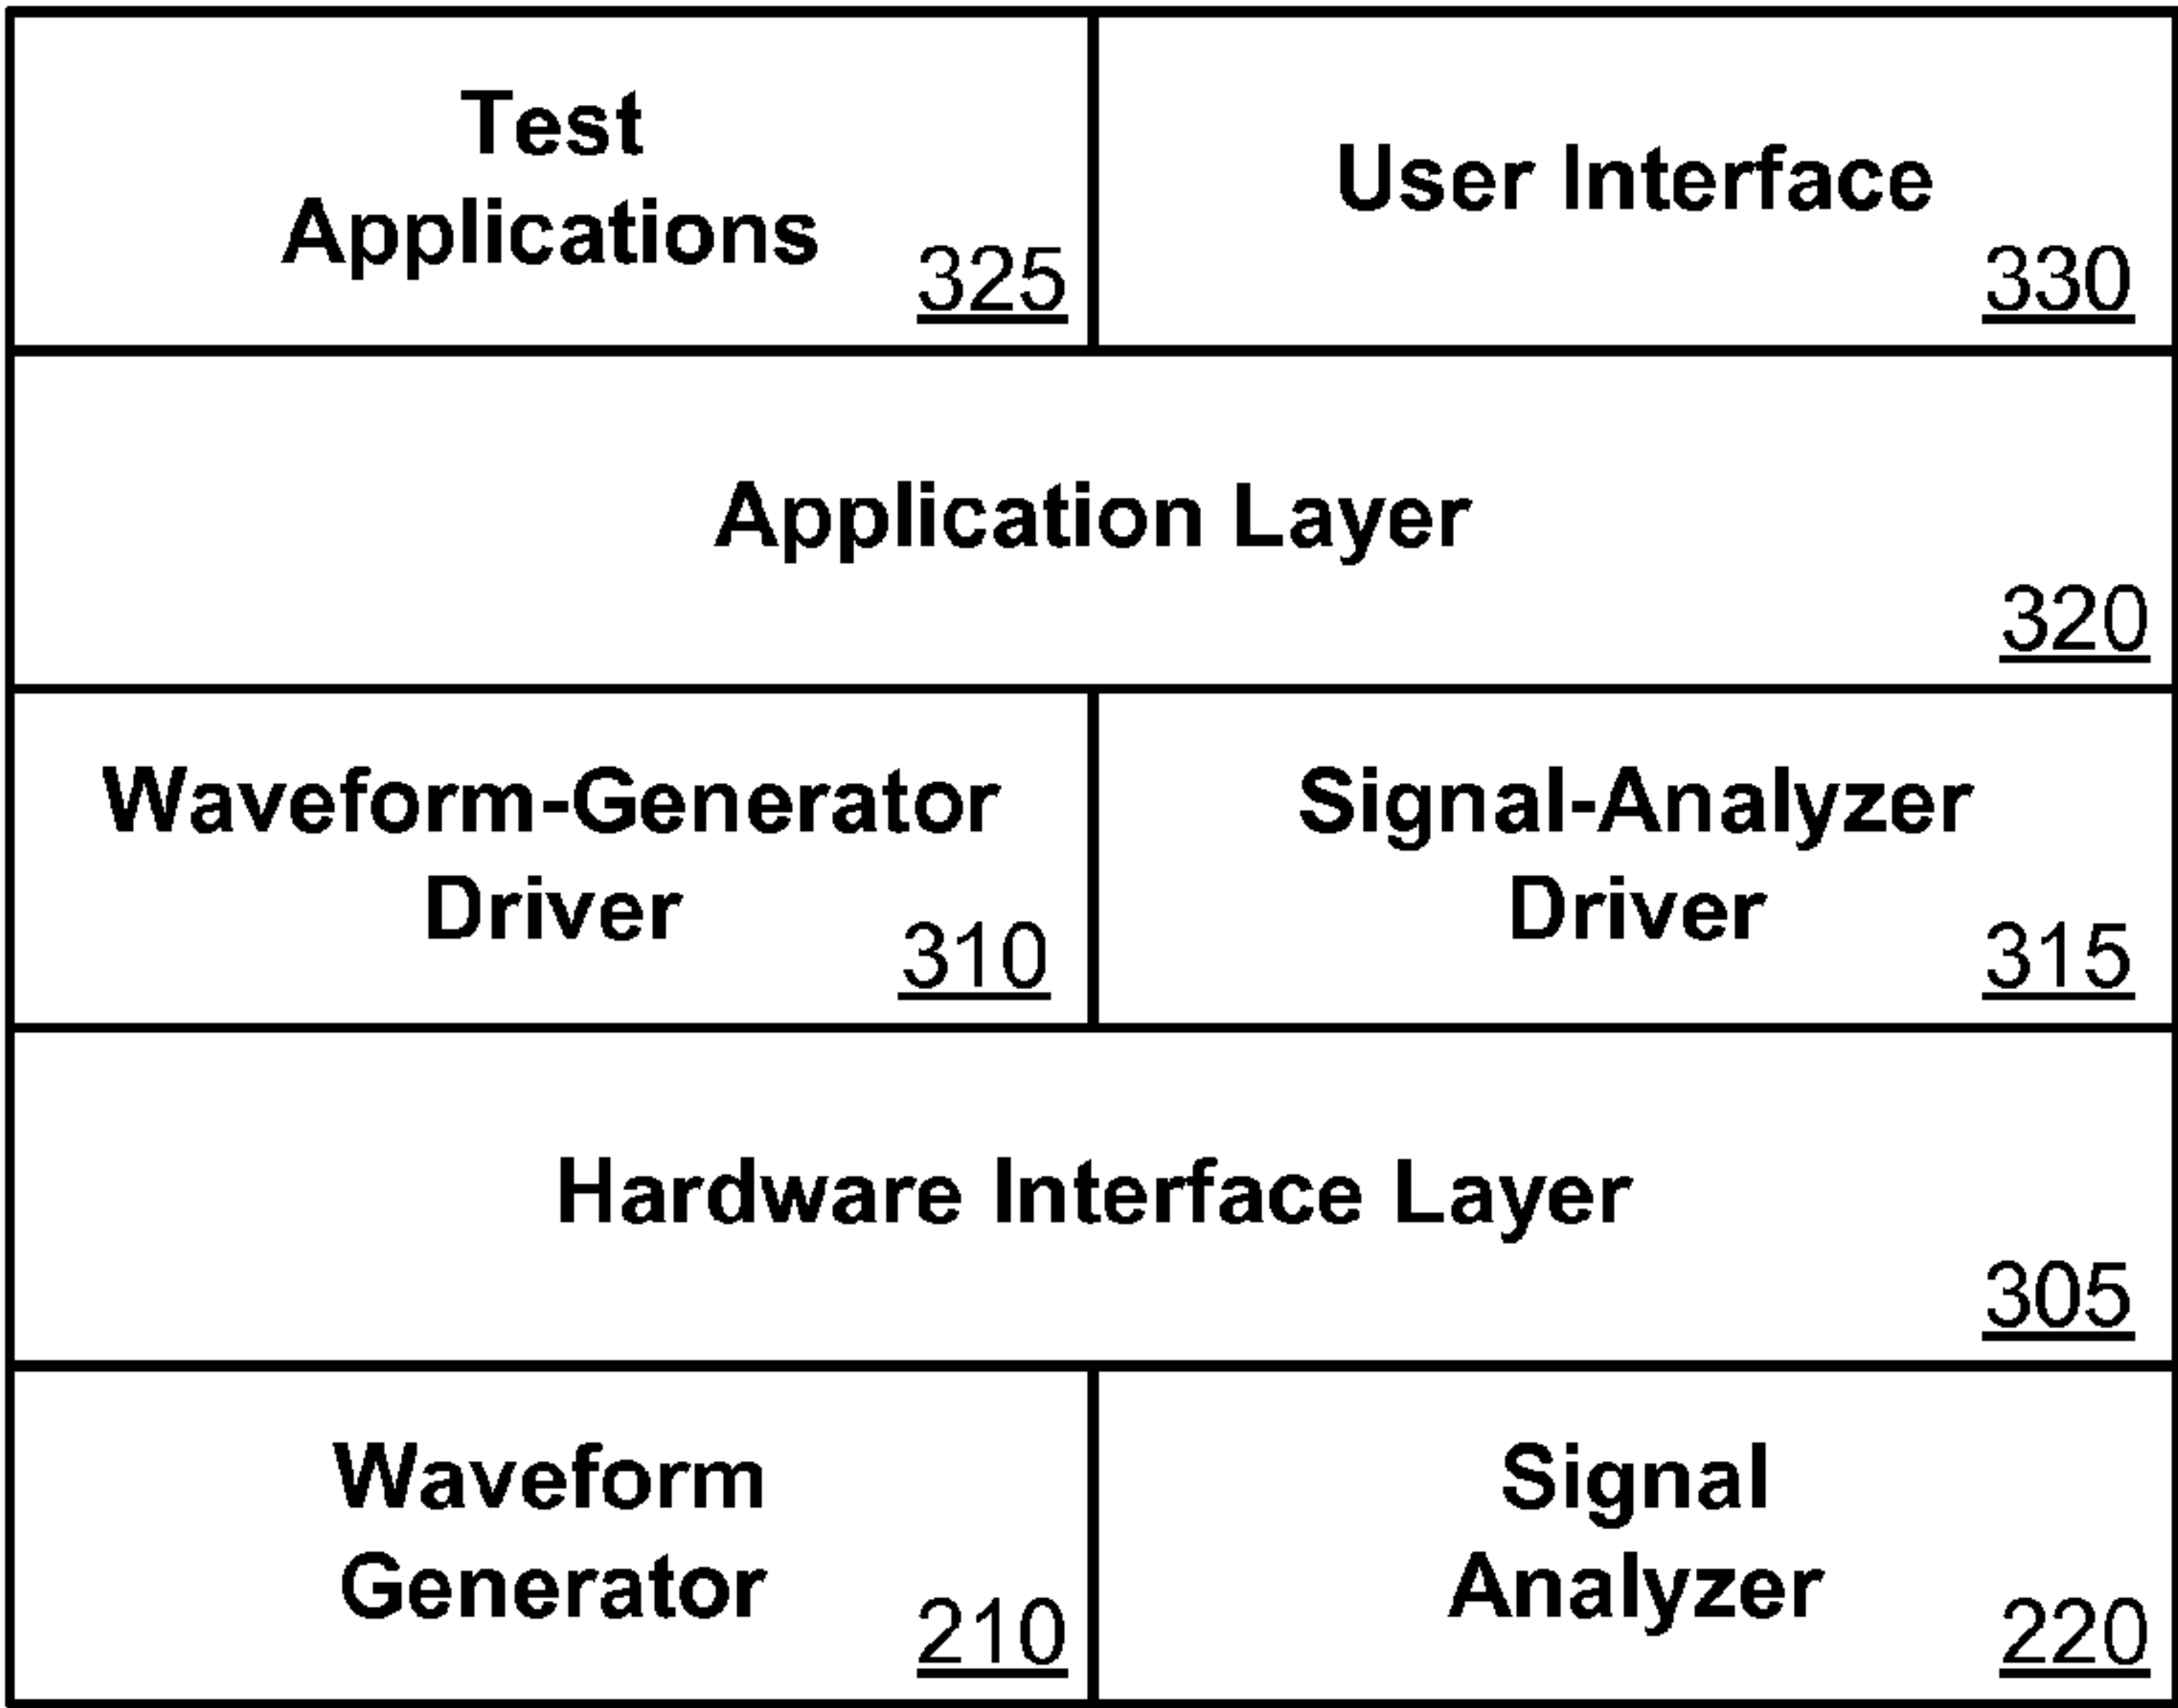 Test
Applications
325
User Interface
330
Application Layer
320
Waveform-Generator
Driver
310
Signal-Analyzer
Driver
315
Hardware Interface Layer
305
Waveform
Generator
210
Signal
Analyzer
220